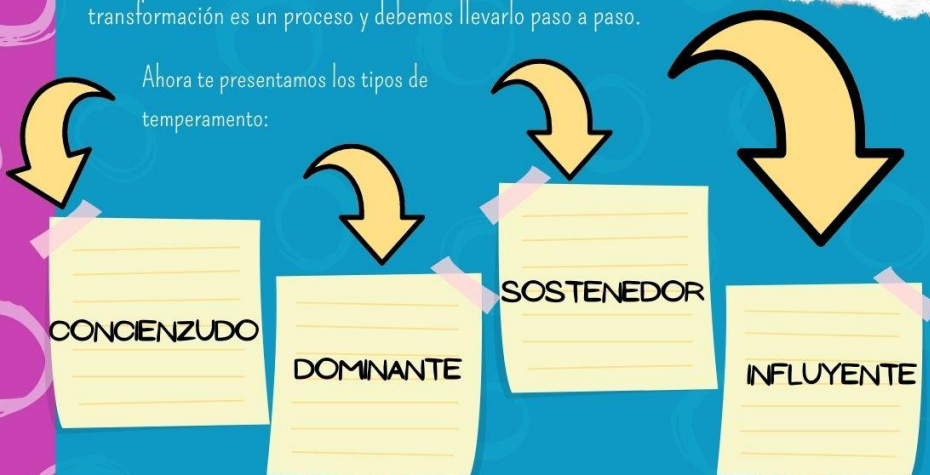 transformación es un proceso y debemos llevarlo paso a paso.
Ahora te presentamos los tipos de
temperamento:
CONCIENZUDO
DOMINANTE
SOSTENEDOR
INFLUYENTE